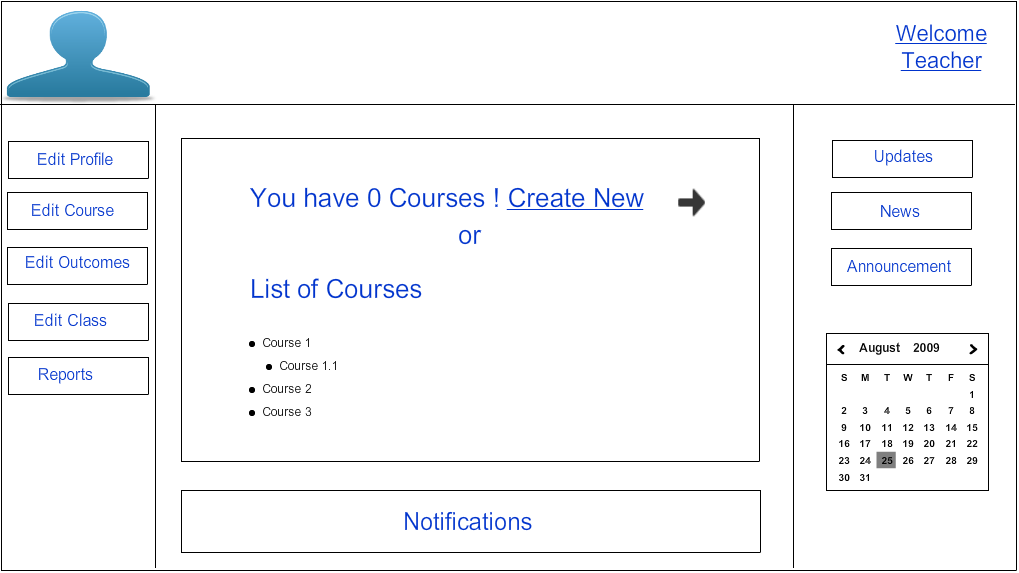 Welcome
Teacher
Edit Profile
Edit Course
Edit Outcomes
Edit Class
Reports
You have 0 Courses ! Create New
or
List of Courses
Course 1
Course 1.1
Course 2
Course 3
Notifications
Updates
News
Announcement
August 2009
S M T W T F S
1
2 3 4 5 6 7 8
9 10 11 12 13 14 15
16 17 18 19 20 21 22
23 24 25 26 27 28 29
30 31